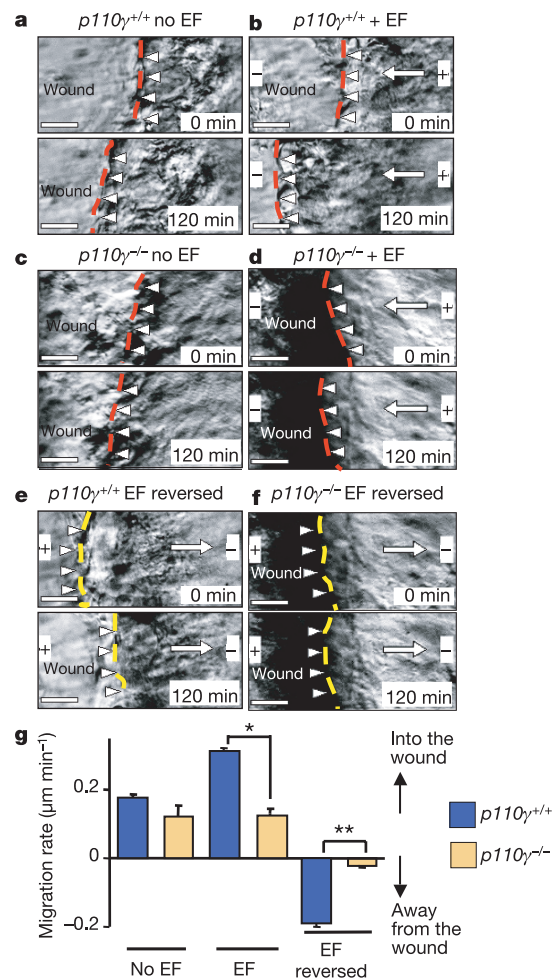 a p110γ+/+ no EF
Wound
0 min
Wound
120 min
b p110γ+/+ + EF
Wound
− +
0 min
Wound
− +
120 min
c p110γ−/− no EF
Wound
0 min
Wound
120 min
d p110γ−/− + EF
Wound
− +
0 min
Wound
− +
120 min
e p110γ+/+ EF reversed
+ −
0 min
+ −
Wound
120 min
f p110γ−/− EF reversed
+ −
Wound
0 min
+ −
Wound
120 min
g
Migration rate (µm min−1)
0.2
0
−0.2
*
**
No EF
EF
EF
reversed
Into the
wound
Away from the
wound
p110γ+/+
p110γ−/−